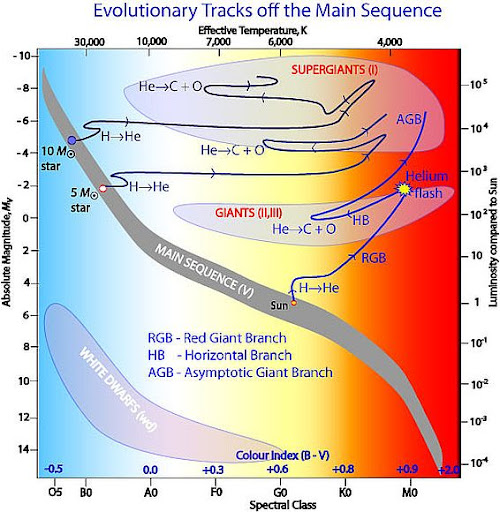 Evolutionary Tracks off the Main Sequence
Effective Temperature, K
30,000 10,000 7,000 6,000 4,000
-10
-8
-6
-4
-2
0
2
4
6
8
10
12
14
Absolute Magnitude, Mv
He→C + O
SUPERGIANTS (I)
AGB
H→He
10 M⊙
star
He→C + O
5 M⊙
star
H→He
Helium
flash
GIANTS (II,III)
HB
He→C + O
RGB
MAIN SEQUENCE (V)
H→He
Sun
RGB - Red Giant Branch
HB - Horizontal Branch
AGB - Asymptotic Giant Branch
WHITE DWARFS (wd)
10⁵
10⁴
10³
10²
10
1
10⁻¹
10⁻²
10⁻³
10⁻⁴
Luminosity compared to Sun
Colour Index (B - V)
-0.5 0.0 +0.3 +0.6 +0.8 +0.9 +2.0
O5 B0 A0 F0 G0 K0 M0
Spectral Class